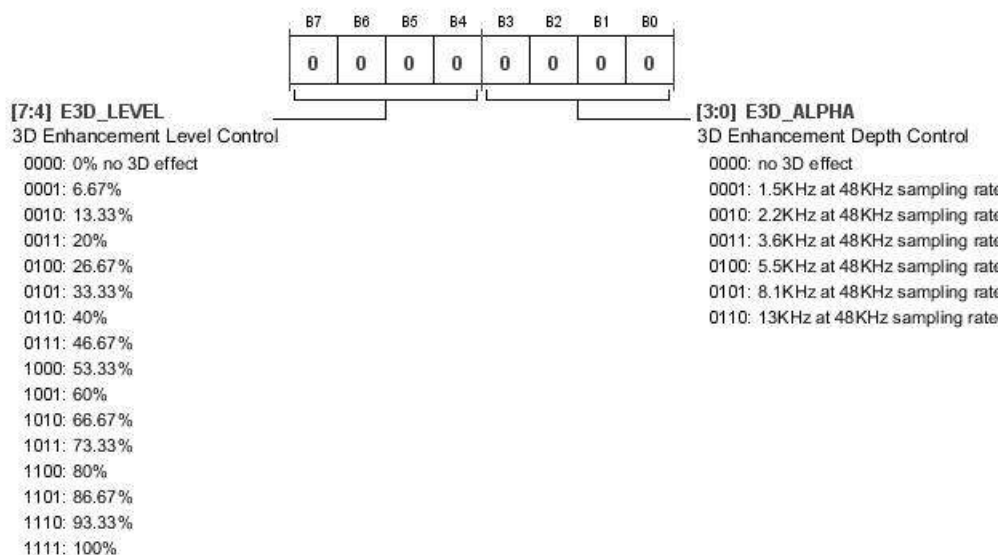 B7 B6 B5 B4 B3 B2 B1 B0
0 0 0 0 0 0 0 0
[7:4] E3D_LEVEL
3D Enhancement Level Control
0000: 0% no 3D effect
0001: 6.67%
0010: 13.33%
0011: 20%
0100: 26.67%
0101: 33.33%
0110: 40%
0111: 46.67%
1000: 53.33%
1001: 60%
1010: 66.67%
1011: 73.33%
1100: 80%
1101: 86.67%
1110: 93.33%
1111: 100%
[3:0] E3D_ALPHA
3D Enhancement Depth Control
0000: no 3D effect
0001: 1.5KHz at 48KHz sampling rate
0010: 2.2KHz at 48KHz sampling rate
0011: 3.6KHz at 48KHz sampling rate
0100: 5.5KHz at 48KHz sampling rate
0101: 8.1KHz at 48KHz sampling rate
0110: 13KHz at 48KHz sampling rate